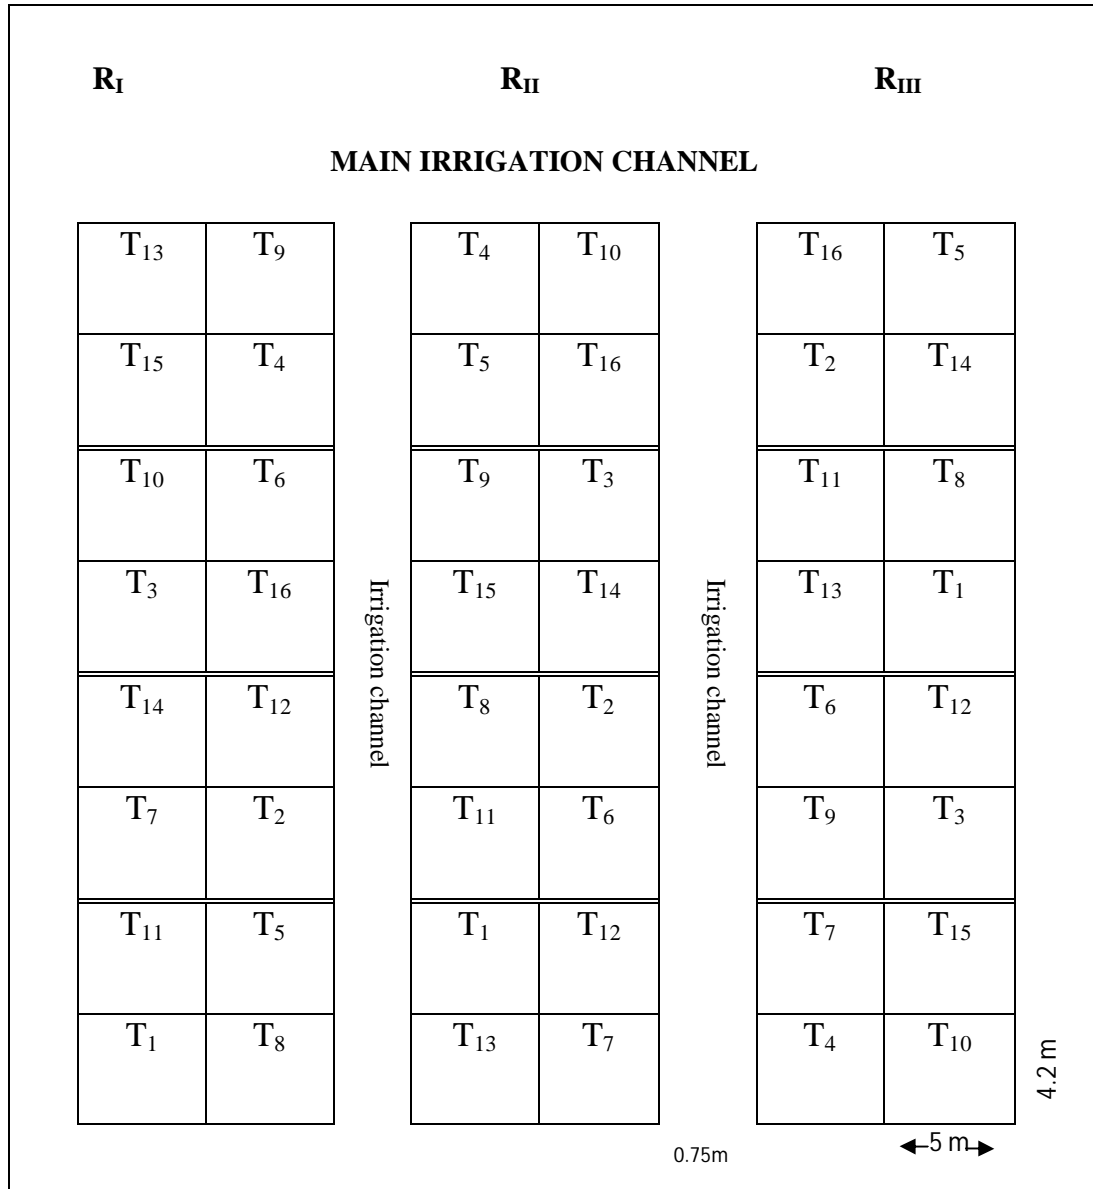 R_I R_II R_III
MAIN IRRIGATION CHANNEL
T₁₃ T₉ T₄ T₁₀ T₁₆ T₅
T₁₅ T₄ T₅ T₁₆ T₂ T₁₄
T₁₀ T₆ T₉ T₃ T₁₁ T₈
T₃ T₁₆ T₁₅ T₁₄ T₁₃ T₁
Irrigation channel
Irrigation channel
T₁₄ T₁₂ T₈ T₂ T₆ T₁₂
T₇ T₂ T₁₁ T₆ T₉ T₃
T₁₁ T₅ T₁ T₁₂ T₇ T₁₅
T₁ T₈ T₁₃ T₇ T₄ T₁₀
4.2 m
5 m
0.75m